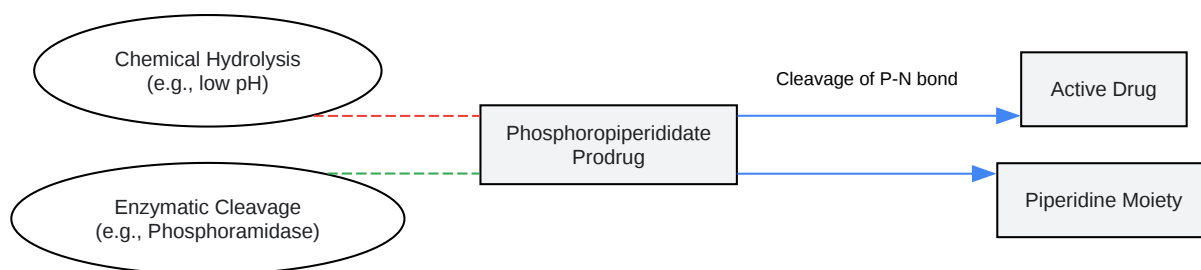 Chemical Hydrolysis
(e.g., low pH)
Enzymatic Cleavage
(e.g., Phosphoramidase)
Phosphoropiperididate
Prodrug
Cleavage of P-N bond
Active Drug
Piperidine Moiety